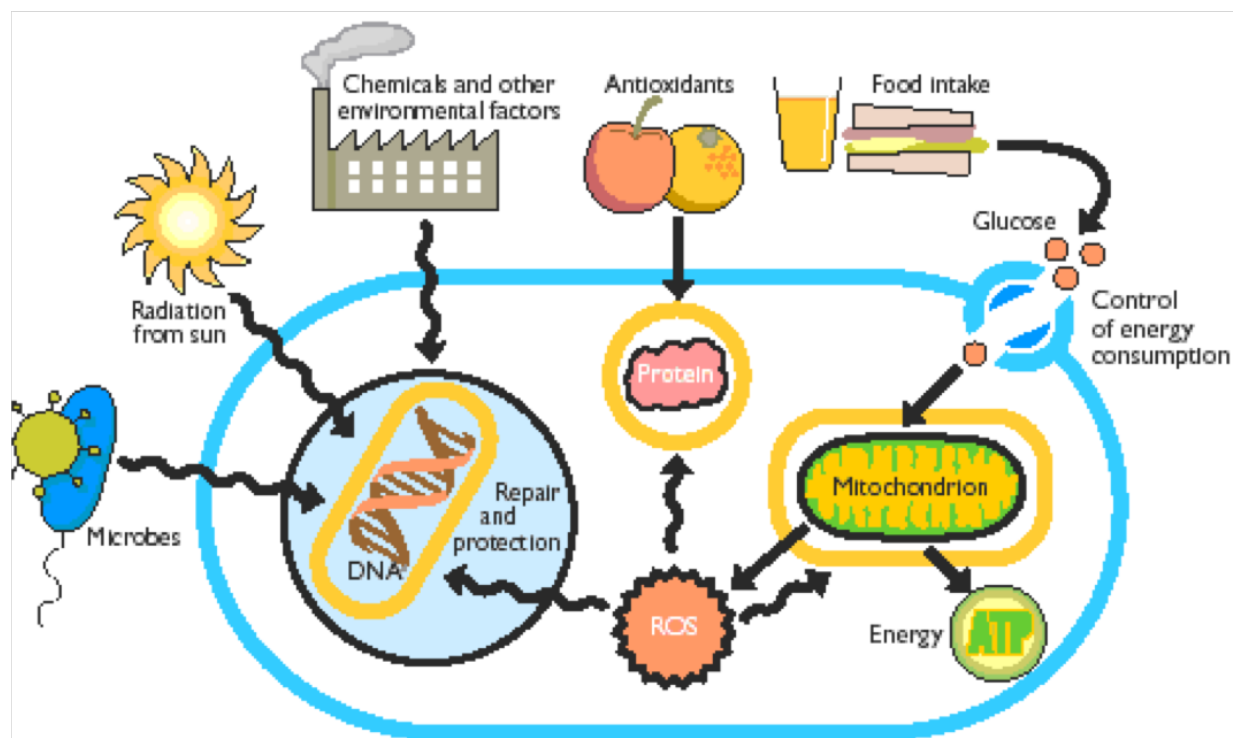 Chemicals and other
environmental factors
Antioxidants
Food intake
Glucose
Radiation
from sun
Control
of energy
consumption
Protein
Mitochondrion
Repair
and
protection
Microbes
DNA
ROS
Energy
ATP